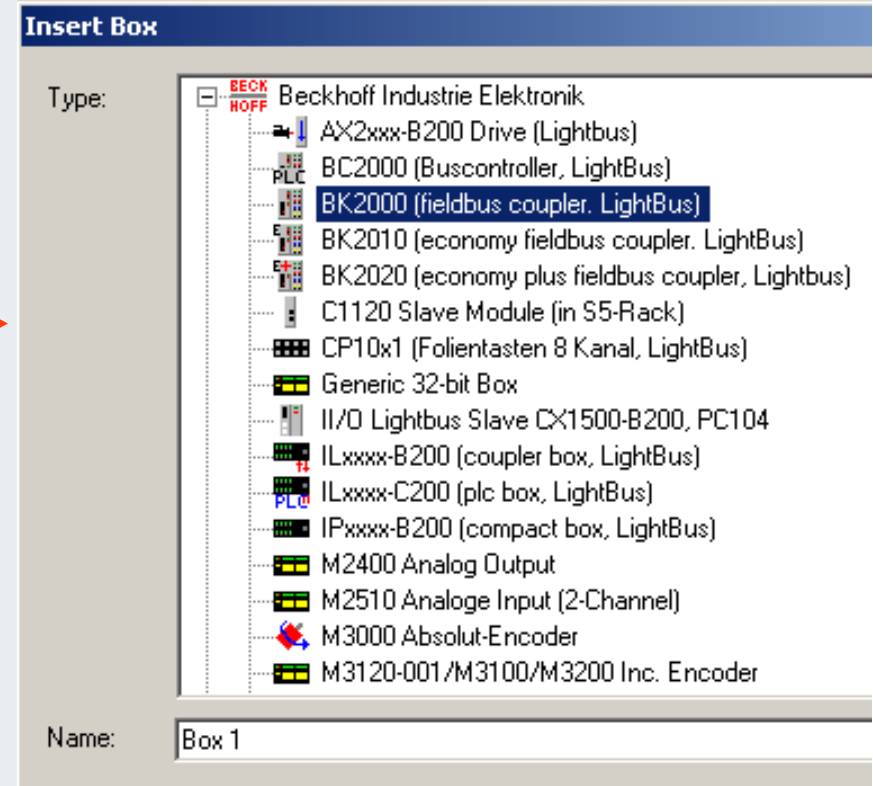 Insert Box
Type:
BECK
HOFF
Beckhoff Industrie Elektronik
AX2xxx-B200 Drive (Lightbus)
PLC
BC2000 (Buscontroller, LightBus)
BK2000 (fieldbus coupler. LightBus)
E
BK2010 (economy fieldbus coupler. LightBus)
E+
BK2020 (economy plus fieldbus coupler, Lightbus)
C1120 Slave Module (in S5-Rack)
CP10x1 (Folientasten 8 Kanal, LightBus)
Generic 32-bit Box
II/O Lightbus Slave CX1500-B200, PC104
ILxxxx-B200 (coupler box, LightBus)
PLC
ILxxxx-C200 (plc box, LightBus)
IPxxxx-B200 (compact box, LightBus)
M2400 Analog Output
M2510 Analoge Input (2-Channel)
M3000 Absolut-Encoder
M3120-001/M3100/M3200 Inc. Encoder
Name:
Box 1